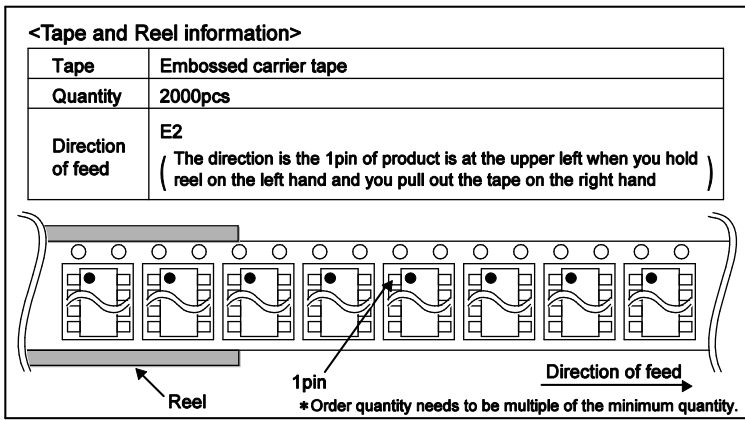 <Tape and Reel information>
Tape Embossed carrier tape
Quantity 2000pcs
Direction of feed
E2
( The direction is the 1pin of product is at the upper left when you hold
reel on the left hand and you pull out the tape on the right hand )
Reel
1pin
Direction of feed
*Order quantity needs to be multiple of the minimum quantity.